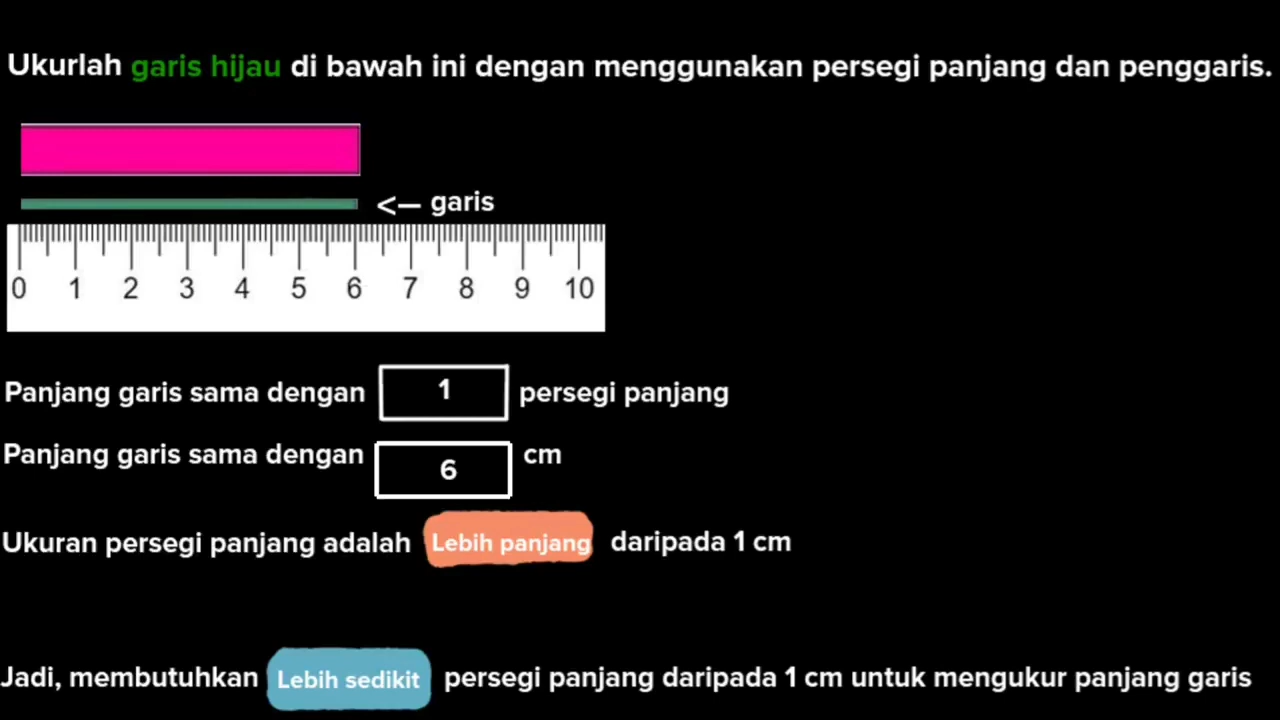 Ukurlah garis hijau di bawah ini dengan menggunakan persegi panjang dan penggaris.
<— garis
0 1 2 3 4 5 6 7 8 9 10
Panjang garis sama dengan 1 persegi panjang
Panjang garis sama dengan 6 cm
Ukuran persegi panjang adalah Lebih panjang daripada 1 cm
Jadi, membutuhkan Lebih sedikit persegi panjang daripada 1 cm untuk mengukur panjang garis